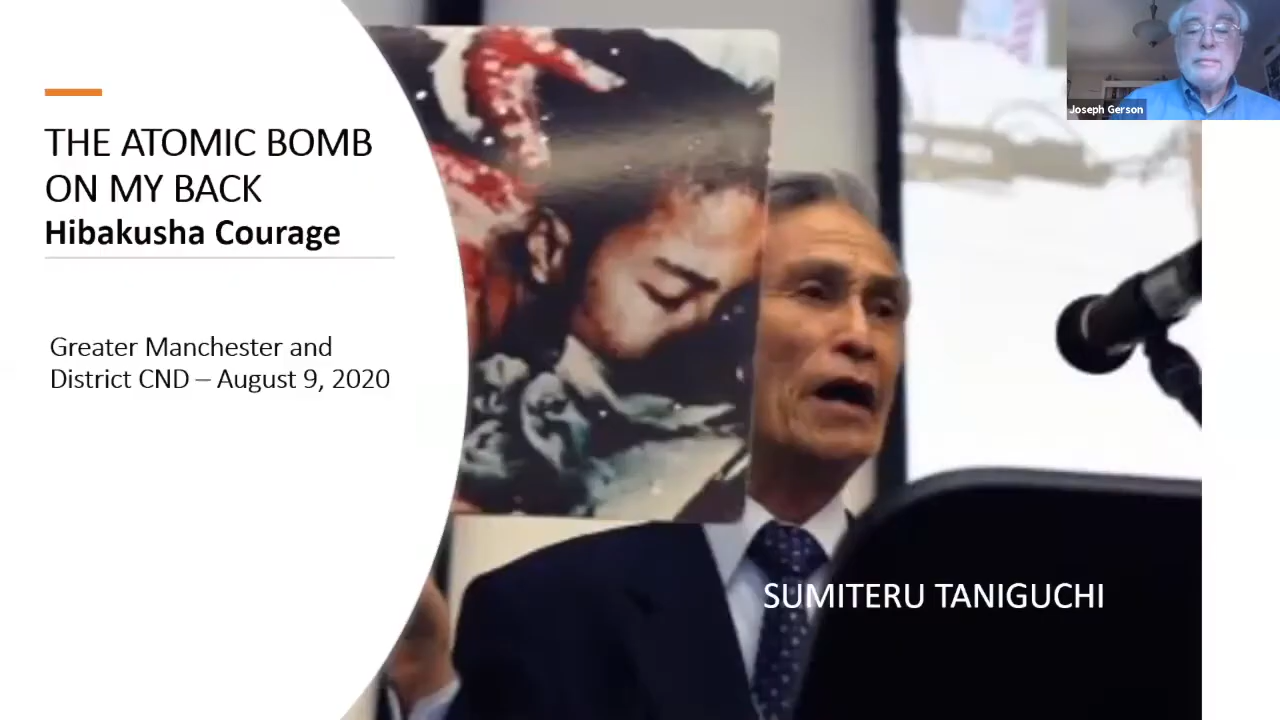 THE ATOMIC BOMB
ON MY BACK
Hibakusha Courage
Greater Manchester and
District CND – August 9, 2020
SUMITERU TANIGUCHI
Joseph Gerson